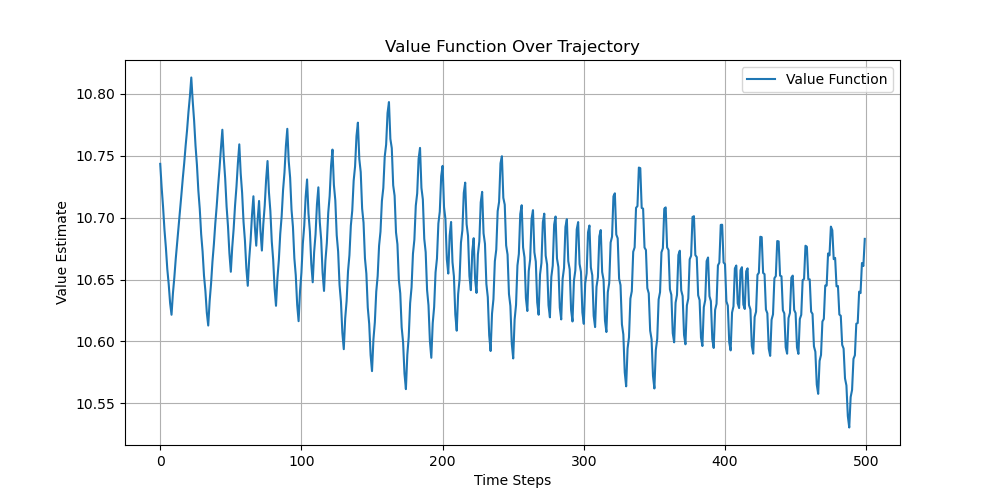 Value Function Over Trajectory
Value Function
10.80
10.75
10.70
10.65
10.60
10.55
Value Estimate
0 100 200 300 400 500
Time Steps